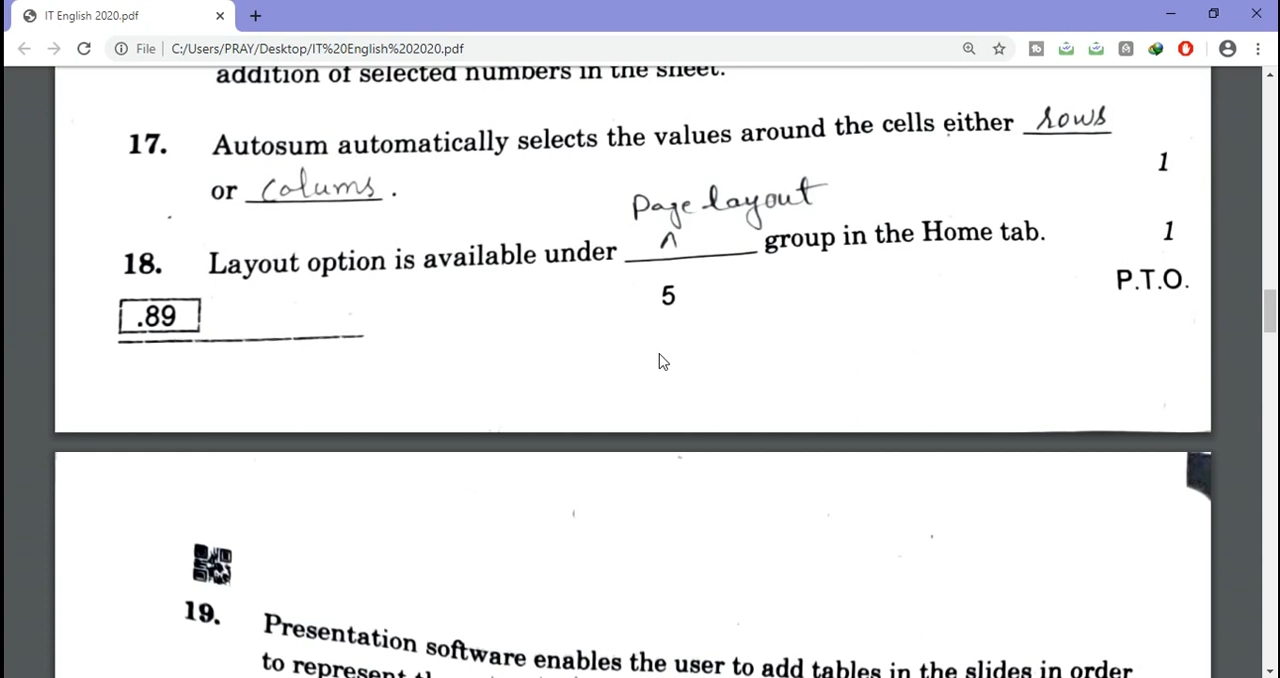 IT English 2020.pdf
File | C:/Users/PRAY/Desktop/IT%20English%202020.pdf
addition of selected numbers in the sheet.
17. Autosum automatically selects the values around the cells either rows
or colums . 1
Page layout
18. Layout option is available under ^ group in the Home tab. 1
.89 5 P.T.O.
19. Presentation software enables the user to add tables in the slides in order
to represent